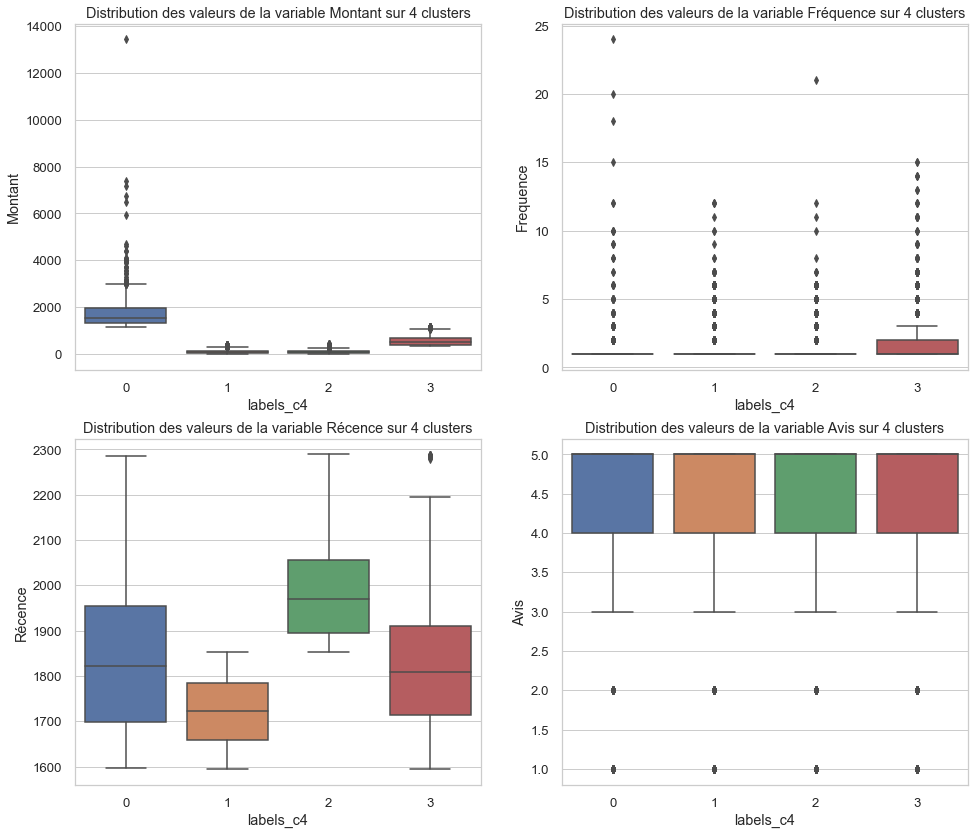 Distribution des valeurs de la variable Montant sur 4 clusters
14000
12000
10000
8000
6000
4000
2000
0
Montant
0 1 2 3
labels_c4
Distribution des valeurs de la variable Fréquence sur 4 clusters
25
20
15
10
5
0
Frequence
0 1 2 3
labels_c4
Distribution des valeurs de la variable Récence sur 4 clusters
2300
2200
2100
2000
1900
1800
1700
1600
Récence
0 1 2 3
labels_c4
Distribution des valeurs de la variable Avis sur 4 clusters
5.0
4.5
4.0
3.5
3.0
2.5
2.0
1.5
1.0
Avis
0 1 2 3
labels_c4